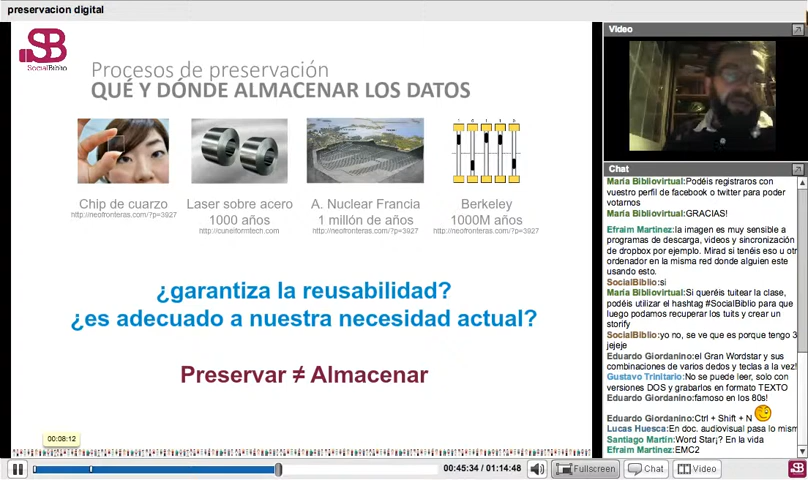 preservacion digital
SB
SocialBiblio
Procesos de preservación
QUÉ Y DÓNDE ALMACENAR LOS DATOS
Chip de cuarzo
http://neofronteras.com/?p=3927
Laser sobre acero
1000 años
http://cuneiformtech.com/
A. Nuclear Francia
1 millón de años
http://neofronteras.com/?p=3927
Berkeley
1000M años
http://neofronteras.com/?p=3927
¿garantiza la reusabilidad?
¿es adecuado a nuestra necesidad actual?
Preservar ≠ Almacenar
00:08:12
00:45:34 / 01:14:48
Fullscreen
Chat
Video
SB
Video
Chat
María Bibliovirtual:Podéis registraros con
vuestro perfil de facebook o twitter para poder
votarnos
María Bibliovirtual:GRACIAS!
Efraim Martinez:la imagen es muy sensible a
programas de descarga, videos y sincronización
de dropbox por ejemplo. Mirad si tenéis eso u otr
ordenador en la misma red donde alguien este
usando esto.
SocialBiblio:si
María Bibliovirtual:Si queréis tuitear la clase,
podéis utilizar el hashtag #SocialBiblio para que
luego podamos recuperar los tuits y crear un
storify
SocialBiblio:yo no, se ve que es porque tengo 3
jejeje
Eduardo Giordanino:el Gran Wordstar y sus
combinaciones de varios dedos y teclas a la vez!
Gustavo Trinitario:No se puede leer, solo con
versiones DOS y grabarlos en formato TEXTO
Eduardo Giordanino:famoso en los 80s!
Eduardo Giordanino:Ctrl + Shift + N
Lucas Huesca:En doc. audiovisual pasa lo mism
Santiago Martín:Word Star¡? En la vida
Efraim Martinez:EMC2